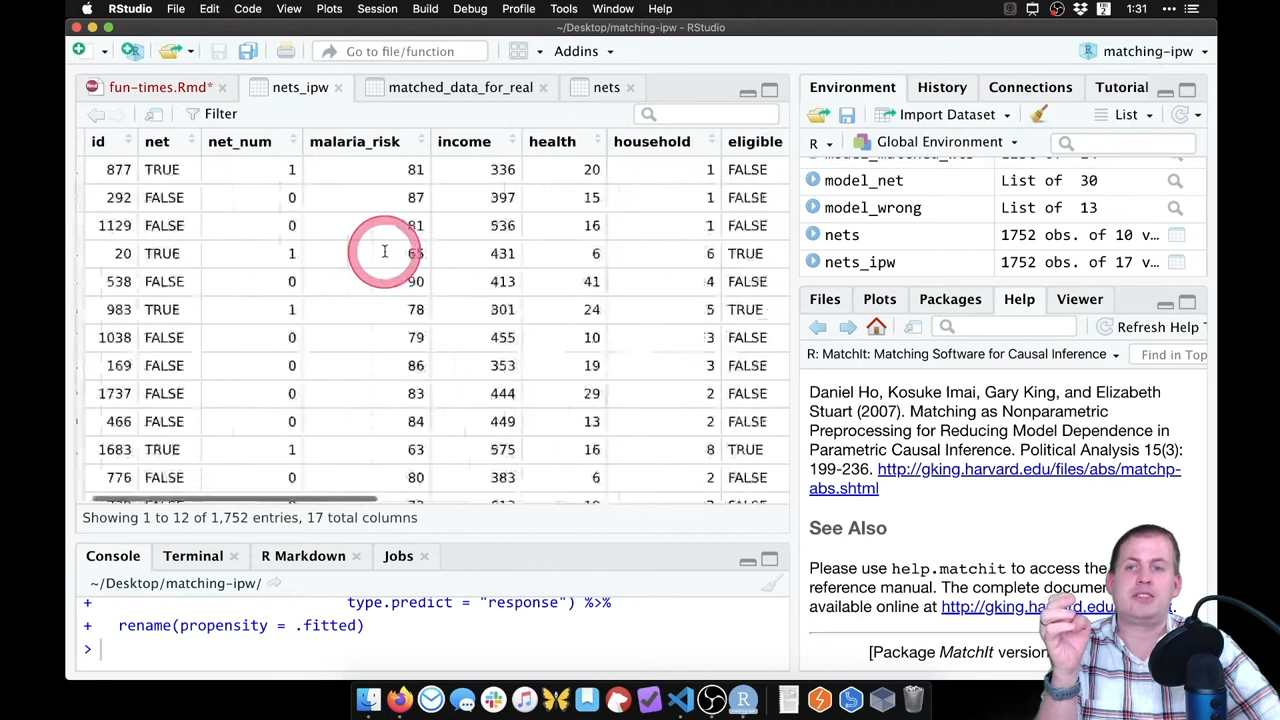 RStudio File Edit Code View Plots Session Build Debug Profile Tools Window Help 2 1:31
~/Desktop/matching-ipw - RStudio
Go to file/function Addins matching-ipw
fun-times.Rmd* nets_ipw matched_data_for_real nets
Filter
id net net_num malaria_risk income health household eligible
877 TRUE 1 81 336 20 1 FALSE
292 FALSE 0 87 397 15 1 FALSE
1129 FALSE 0 81 536 16 1 FALSE
20 TRUE 1 65 431 6 6 TRUE
538 FALSE 0 90 413 41 4 FALSE
983 TRUE 1 78 301 24 5 TRUE
1038 FALSE 0 79 455 10 3 FALSE
169 FALSE 0 86 353 19 3 FALSE
1737 FALSE 0 83 444 29 2 FALSE
466 FALSE 0 84 449 13 2 FALSE
1683 TRUE 1 63 575 16 8 TRUE
776 FALSE 0 80 383 6 2 FALSE
Showing 1 to 12 of 1,752 entries, 17 total columns
Console Terminal R Markdown Jobs
~/Desktop/matching-ipw/
+ type.predict = "response") %>%
+ rename(propensity = .fitted)
>
Environment History Connections Tutorial
Import Dataset List
R Global Environment
model_net List of 30
model_wrong List of 13
nets 1752 obs. of 10 v…
nets_ipw 1752 obs. of 17 v…
Files Plots Packages Help Viewer
Refresh Help T
R: MatchIt: Matching Software for Causal Inference Find in Top
Daniel Ho, Kosuke Imai, Gary King, and Elizabeth
Stuart (2007). Matching as Nonparametric
Preprocessing for Reducing Model Dependence in
Parametric Causal Inference. Political Analysis 15(3):
199-236. http://gking.harvard.edu/files/abs/matchp-
abs.shtml
See Also
Please use help.matchit to access the
reference manual. The complete docume
available online at http://gking.harvard.edu
[Package MatchIt version